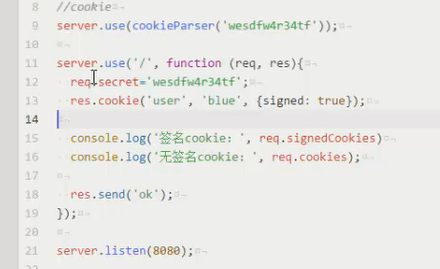 8 //cookie
9 server.use(cookieParser('wesdfw4r34tf'));
10
11 server.use('/', function (req, res){
12 req.secret='wesdfw4r34tf';
13 res.cookie('user', 'blue', {signed: true});
14
15 console.log('签名cookie: ', req.signedCookies)
16 console.log('无签名cookie: ', req.cookies);
17
18 res.send('ok');
19 });
20
21 server.listen(8080);